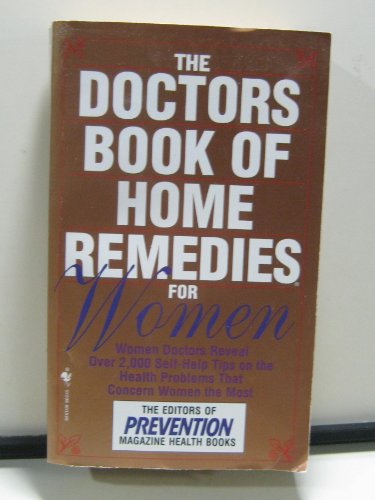 THE
DOCTORS
BOOK OF
HOME
REMEDIES®
FOR
Women
Women Doctors Reveal
Over 2,000 Self-Help Tips on the
Health Problems That
Concern Women the Most
THE EDITORS OF
PREVENTION
MAGAZINE HEALTH BOOKS